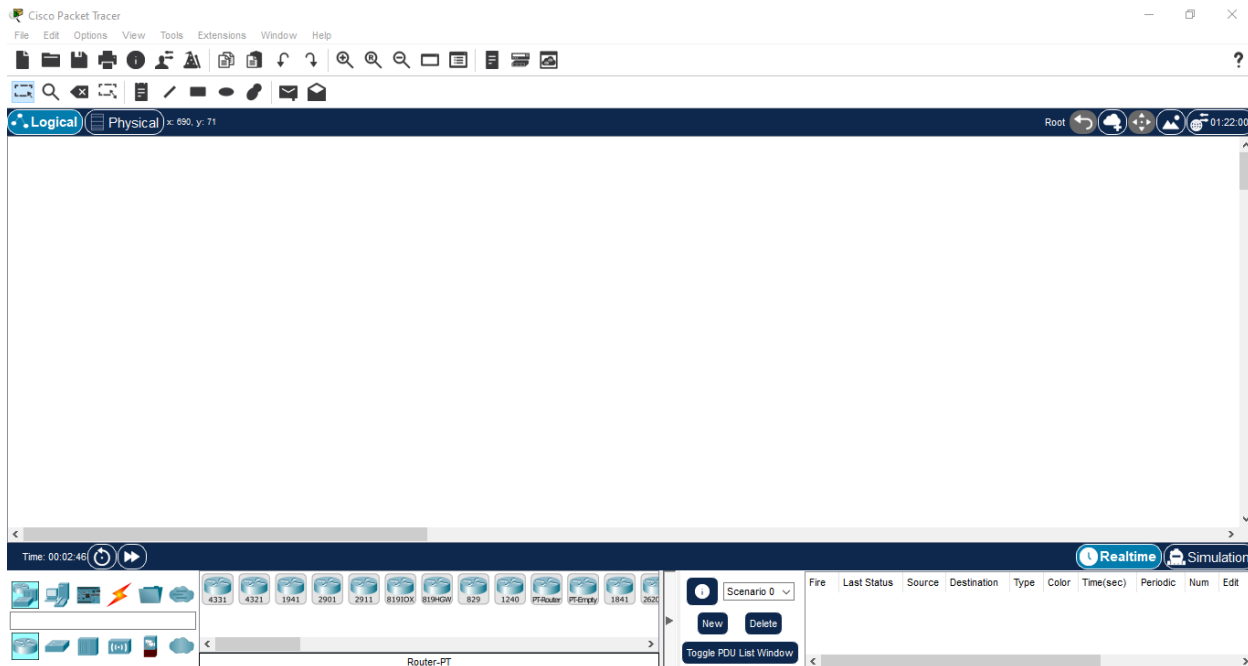 Cisco Packet Tracer
File Edit Options View Tools Extensions Window Help
?
Logical Physical x: 690, y: 71 Root 01:22:00
Time: 00:02:46 Realtime Simulation
4331 4321 1941 2901 2911 819IOX 819HGW 829 1240 PT-Router PT-Empty 1841 2620
Router-PT
Scenario 0
New Delete
Toggle PDU List Window
Fire Last Status Source Destination Type Color Time(sec) Periodic Num Edit